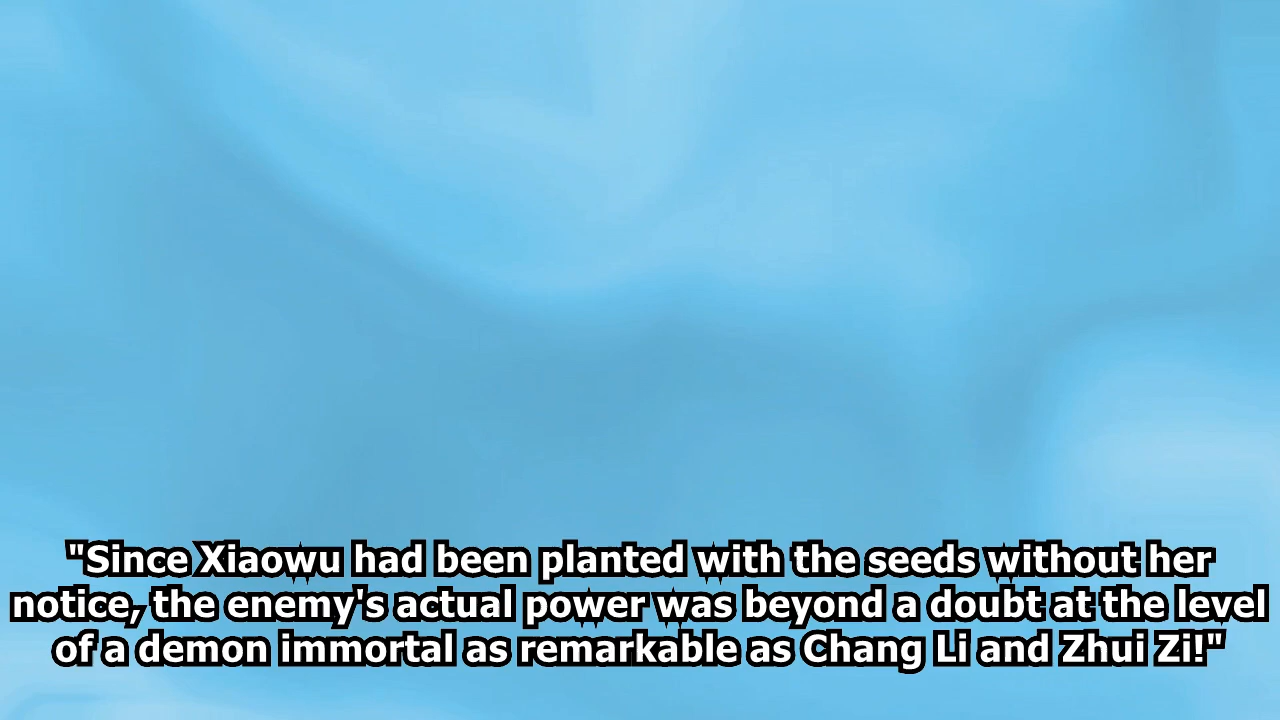 "Since Xiaowu had been planted with the seeds without her
notice, the enemy's actual power was beyond a doubt at the level
of a demon immortal as remarkable as Chang Li and Zhui Zi!"